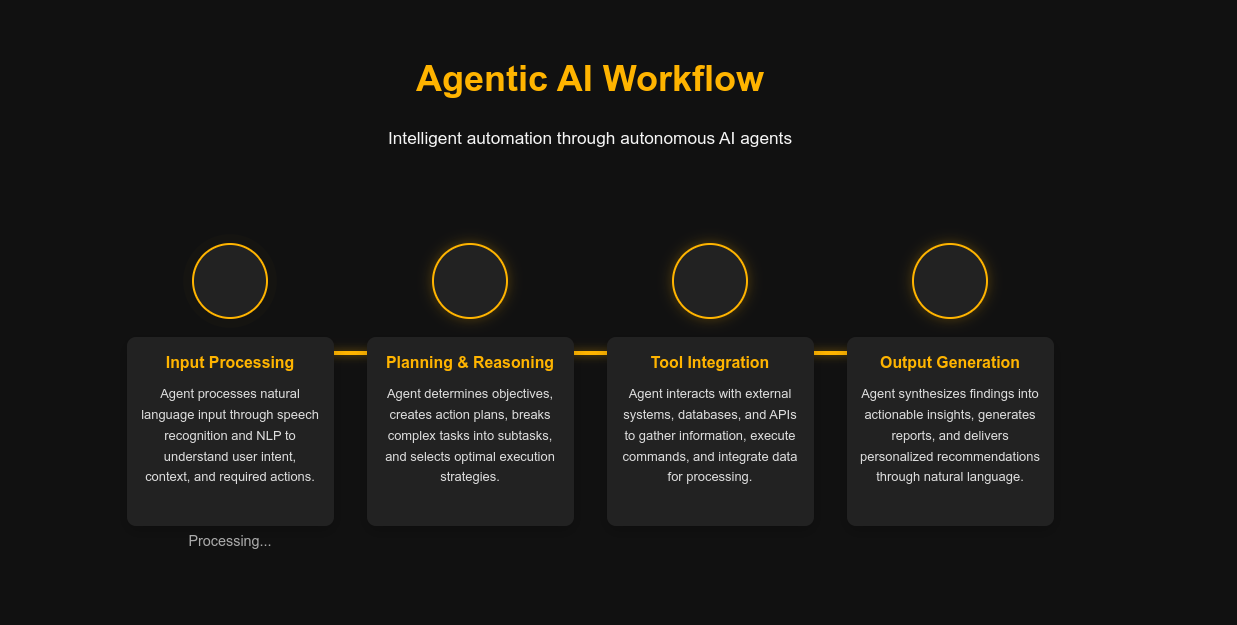 Agentic AI Workflow
Intelligent automation through autonomous AI agents
Input Processing
Agent processes natural
language input through speech
recognition and NLP to
understand user intent,
context, and required actions.
Processing...
Planning & Reasoning
Agent determines objectives,
creates action plans, breaks
complex tasks into subtasks,
and selects optimal execution
strategies.
Tool Integration
Agent interacts with external
systems, databases, and APIs
to gather information, execute
commands, and integrate data
for processing.
Output Generation
Agent synthesizes findings into
actionable insights, generates
reports, and delivers
personalized recommendations
through natural language.